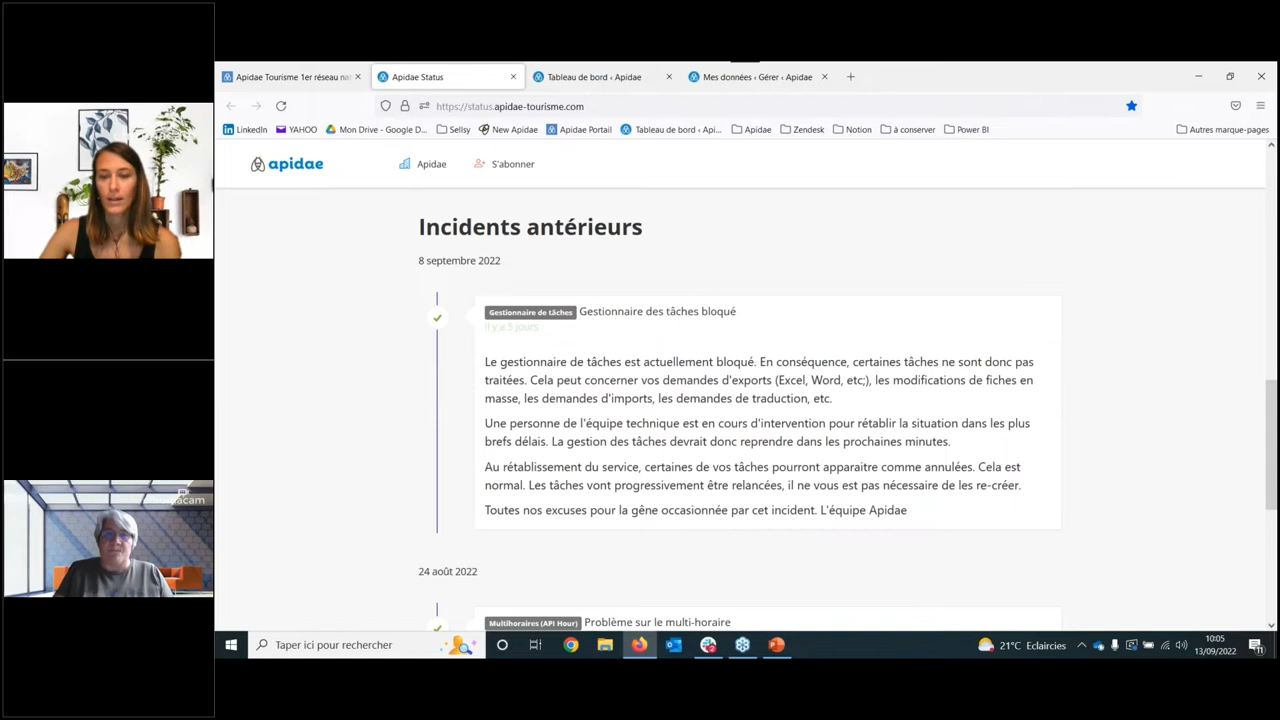 Apidae Tourisme 1er réseau nat
Apidae Status
Tableau de bord ‹ Apidae
Mes données ‹ Gérer ‹ Apidae
https://status.apidae-tourisme.com
LinkedIn
YAHOO
Mon Drive - Google D...
Sellsy
New Apidae
Apidae Portail
Tableau de bord ‹ Api...
Apidae
Zendesk
Notion
à conserver
Power BI
Autres marque-pages
apidae
Apidae
S'abonner
Incidents antérieurs
8 septembre 2022
Gestionnaire de tâches Gestionnaire des tâches bloqué
Il y a 5 jours
Le gestionnaire de tâches est actuellement bloqué. En conséquence, certaines tâches ne sont donc pas
traitées. Cela peut concerner vos demandes d'exports (Excel, Word, etc;), les modifications de fiches en
masse, les demandes d'imports, les demandes de traduction, etc.
Une personne de l'équipe technique est en cours d'intervention pour rétablir la situation dans les plus
brefs délais. La gestion des tâches devrait donc reprendre dans les prochaines minutes.
Au rétablissement du service, certaines de vos tâches pourront apparaitre comme annulées. Cela est
normal. Les tâches vont progressivement être relancées, il ne vous est pas nécessaire de les re-créer.
Toutes nos excuses pour la gêne occasionnée par cet incident. L'équipe Apidae
24 août 2022
Multihoraires (API Hour) Problème sur le multi-horaire
Taper ici pour rechercher
21°C Eclaircies
10:05
13/09/2022
11